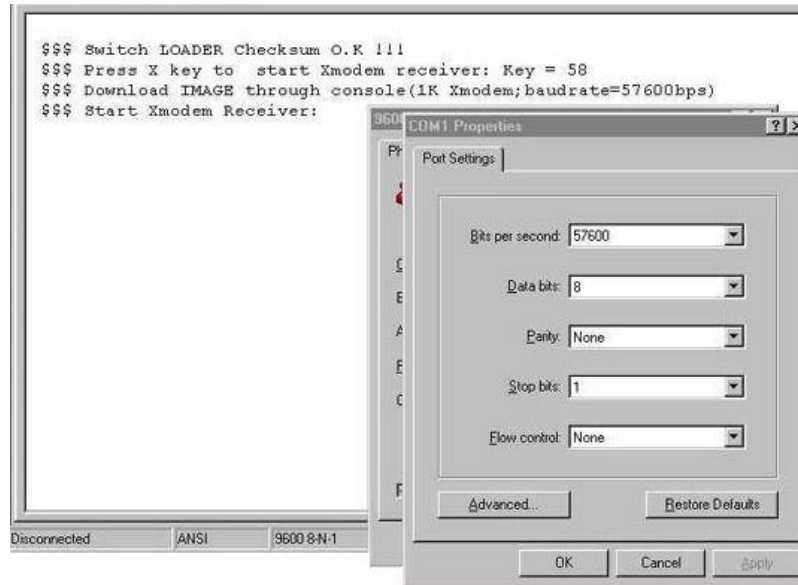 $$$ Switch LOADER Checksum O.K !!!
$$$ Press X key to  start Xmodem receiver: Key = 58
$$$ Download IMAGE through console(1K Xmodem;baudrate=57600bps)
$$$ Start Xmodem Receiver:
960
COM1 Properties
Port Settings
Bits per second: 57600
Data bits: 8
Parity: None
Stop bits: 1
Flow control: None
Advanced...
Restore Defaults
Disconnected
ANSI
9600 8-N-1
OK
Cancel
Apply